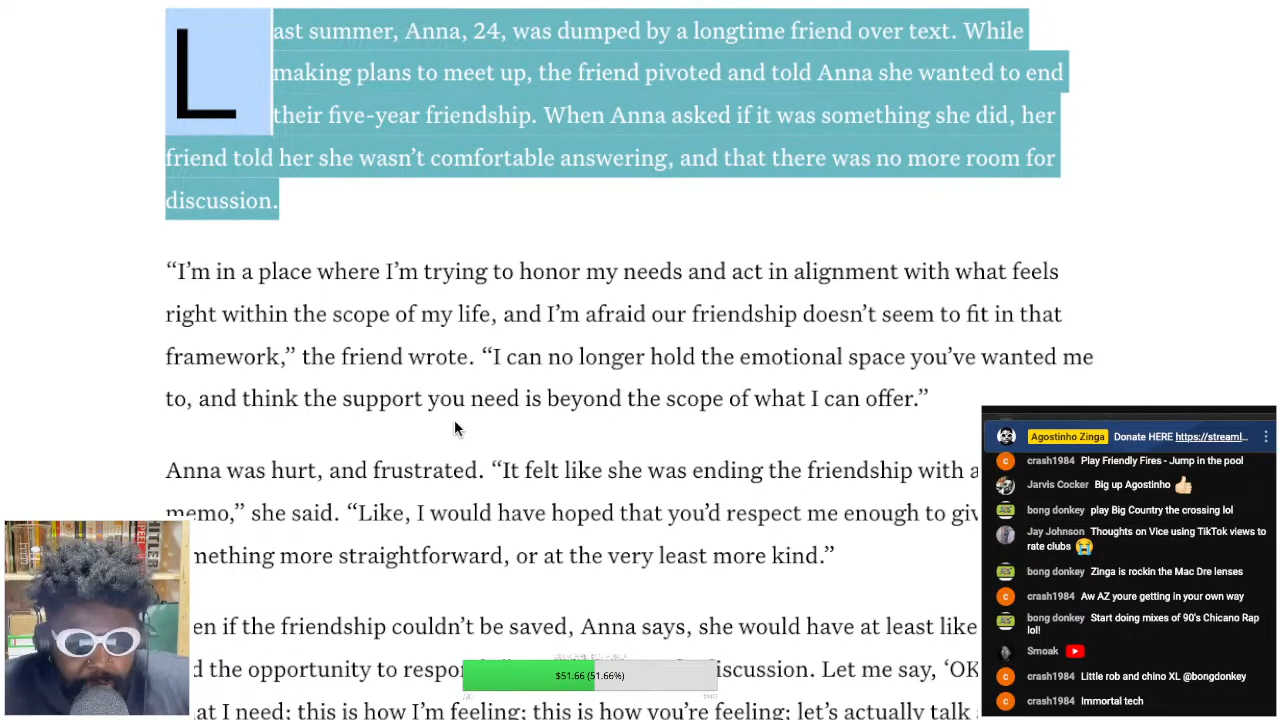 Last summer, Anna, 24, was dumped by a longtime friend over text. While
making plans to meet up, the friend pivoted and told Anna she wanted to end
their five-year friendship. When Anna asked if it was something she did, her
friend told her she wasn’t comfortable answering, and that there was no more room for
discussion.
“I’m in a place where I’m trying to honor my needs and act in alignment with what feels
right within the scope of my life, and I’m afraid our friendship doesn’t seem to fit in that
framework,” the friend wrote. “I can no longer hold the emotional space you’ve wanted me
to, and think the support you need is beyond the scope of what I can offer.”
Anna was hurt, and frustrated. “It felt like she was ending the friendship with a
memo,” she said. “Like, I would have hoped that you’d respect me enough to
something more straightforward, or at the very least more kind.”
if the friendship couldn’t be saved, Anna says, she would have at least
the opportunity to discussion. Let me say, ‘OK
I need; this is how I’m feeling; this is how you’re feeling; let’s actually talk
$51.66 (51.66%)
Agostinho Zinga Donate HERE https://streaml...
crash1984 Play Friendly Fires - Jump in the pool
Jarvis Cocker Big up Agostinho 👍
bong donkey play Big Country the crossing lol
Jay Johnson Thoughts on Vice using TikTok views to
rate clubs 😭
bong donkey Zinga is rockin the Mac Dre lenses
crash1984 Aw AZ youre getting in your own way
bong donkey Start doing mixes of 90's Chicano Rap
lol!
Smoak
crash1984 Little rob and chino XL @bongdonkey
crash1984 Immortal tech